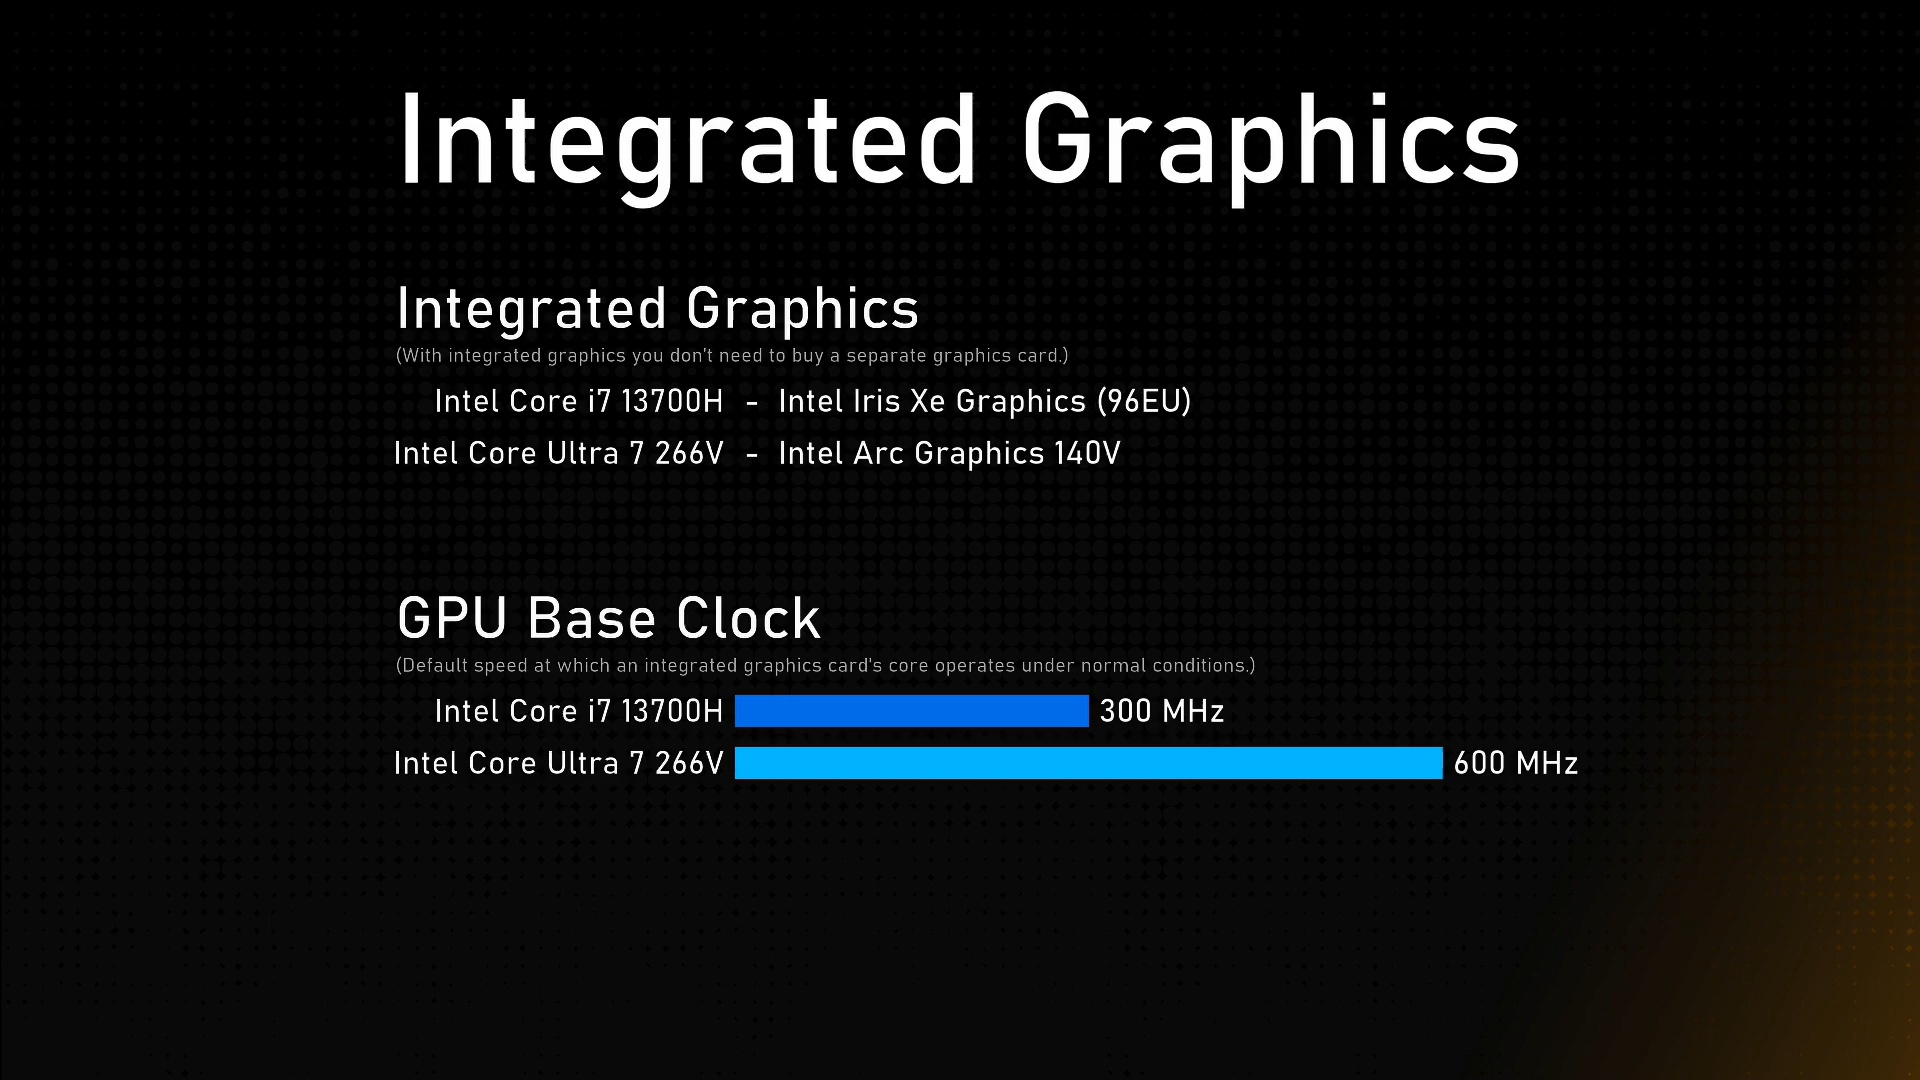 Integrated Graphics
Integrated Graphics
(With integrated graphics you don't need to buy a separate graphics card.)
Intel Core i7 13700H - Intel Iris Xe Graphics (96EU)
Intel Core Ultra 7 266V - Intel Arc Graphics 140V
GPU Base Clock
(Default speed at which an integrated graphics card's core operates under normal conditions.)
Intel Core i7 13700H 300 MHz
Intel Core Ultra 7 266V 600 MHz